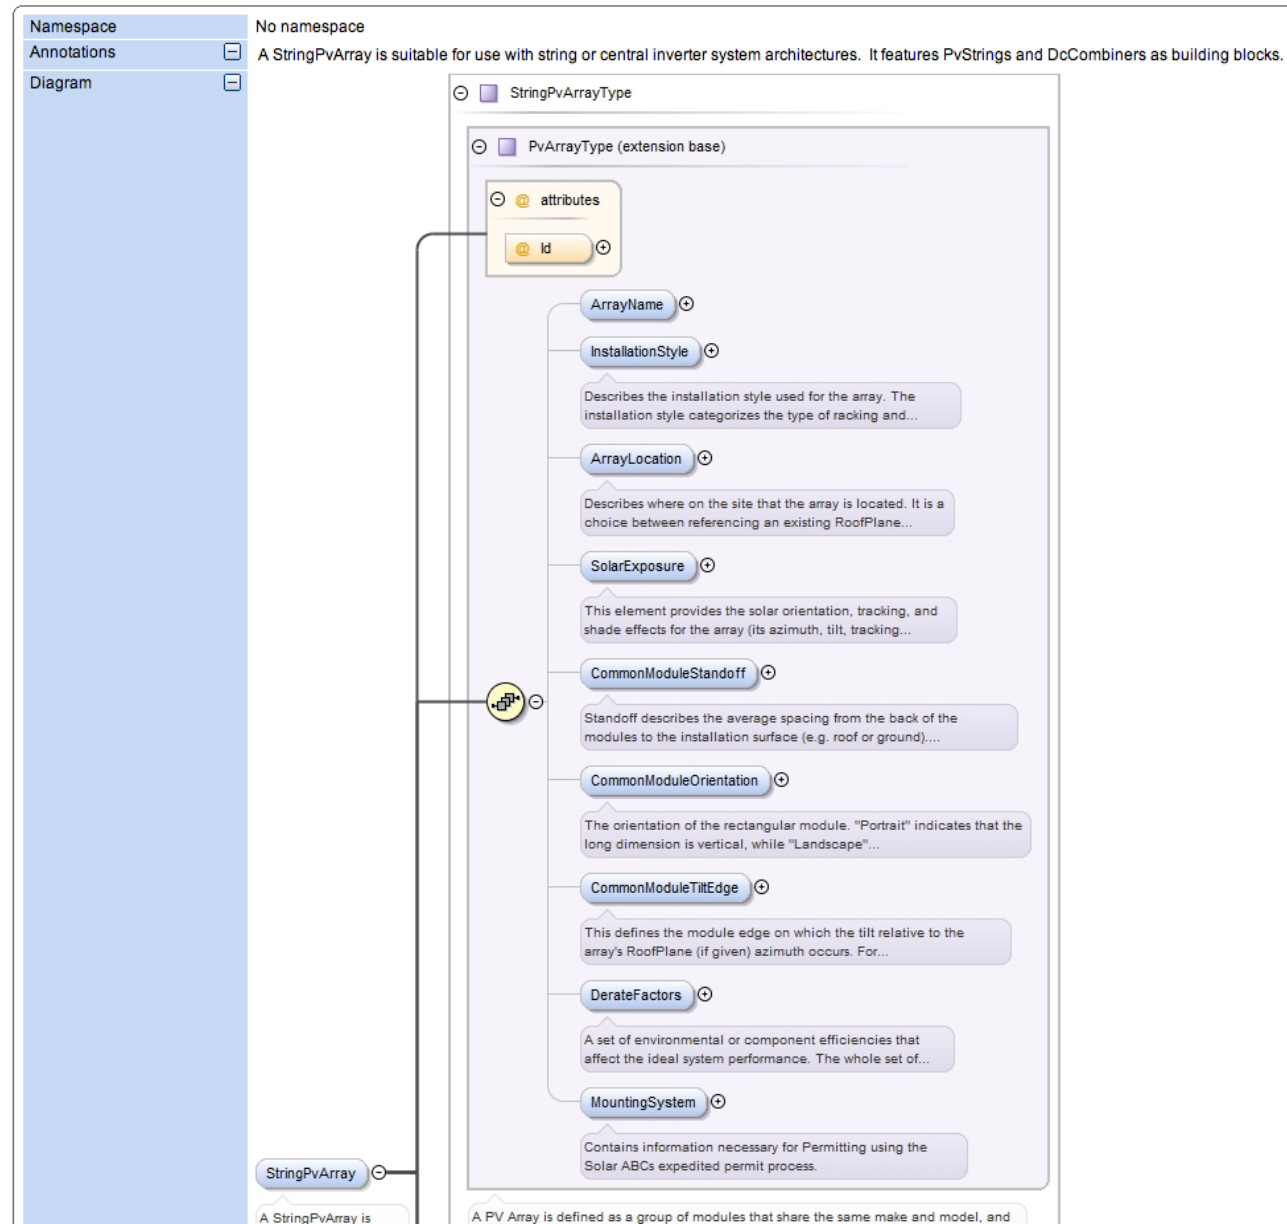 Namespace
No namespace
Annotations
A StringPvArray is suitable for use with string or central inverter system architectures.  It features PvStrings and DcCombiners as building blocks.
Diagram
StringPvArrayType
PvArrayType (extension base)
@ attributes
@ Id
ArrayName
InstallationStyle
Describes the installation style used for the array. The
installation style categorizes the type of racking and...
ArrayLocation
Describes where on the site that the array is located. It is a
choice between referencing an existing RoofPlane...
SolarExposure
This element provides the solar orientation, tracking, and
shade effects for the array (its azimuth, tilt, tracking...
CommonModuleStandoff
Standoff describes the average spacing from the back of the
modules to the installation surface (e.g. roof or ground)....
CommonModuleOrientation
The orientation of the rectangular module. "Portrait" indicates that the
long dimension is vertical, while "Landscape"...
CommonModuleTiltEdge
This defines the module edge on which the tilt relative to the
array's RoofPlane (if given) azimuth occurs. For...
DerateFactors
A set of environmental or component efficiencies that
affect the ideal system performance. The whole set of...
MountingSystem
Contains information necessary for Permitting using the
Solar ABCs expedited permit process.
StringPvArray
A StringPvArray is
A PV Array is defined as a group of modules that share the same make and model, and